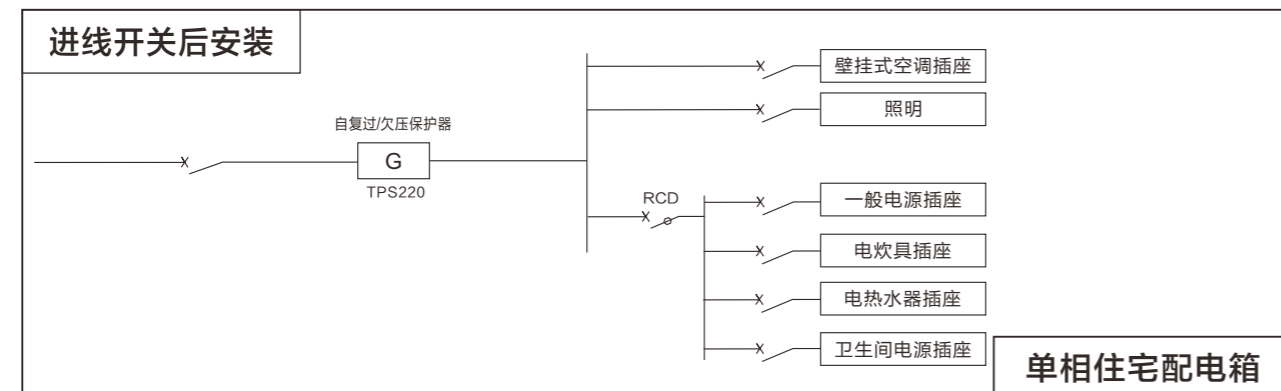 进线开关后安装
自复过/欠压保护器
G
TPS220
壁挂式空调插座
照明
RCD
一般电源插座
电炊具插座
电热水器插座
卫生间电源插座
单相住宅配电箱